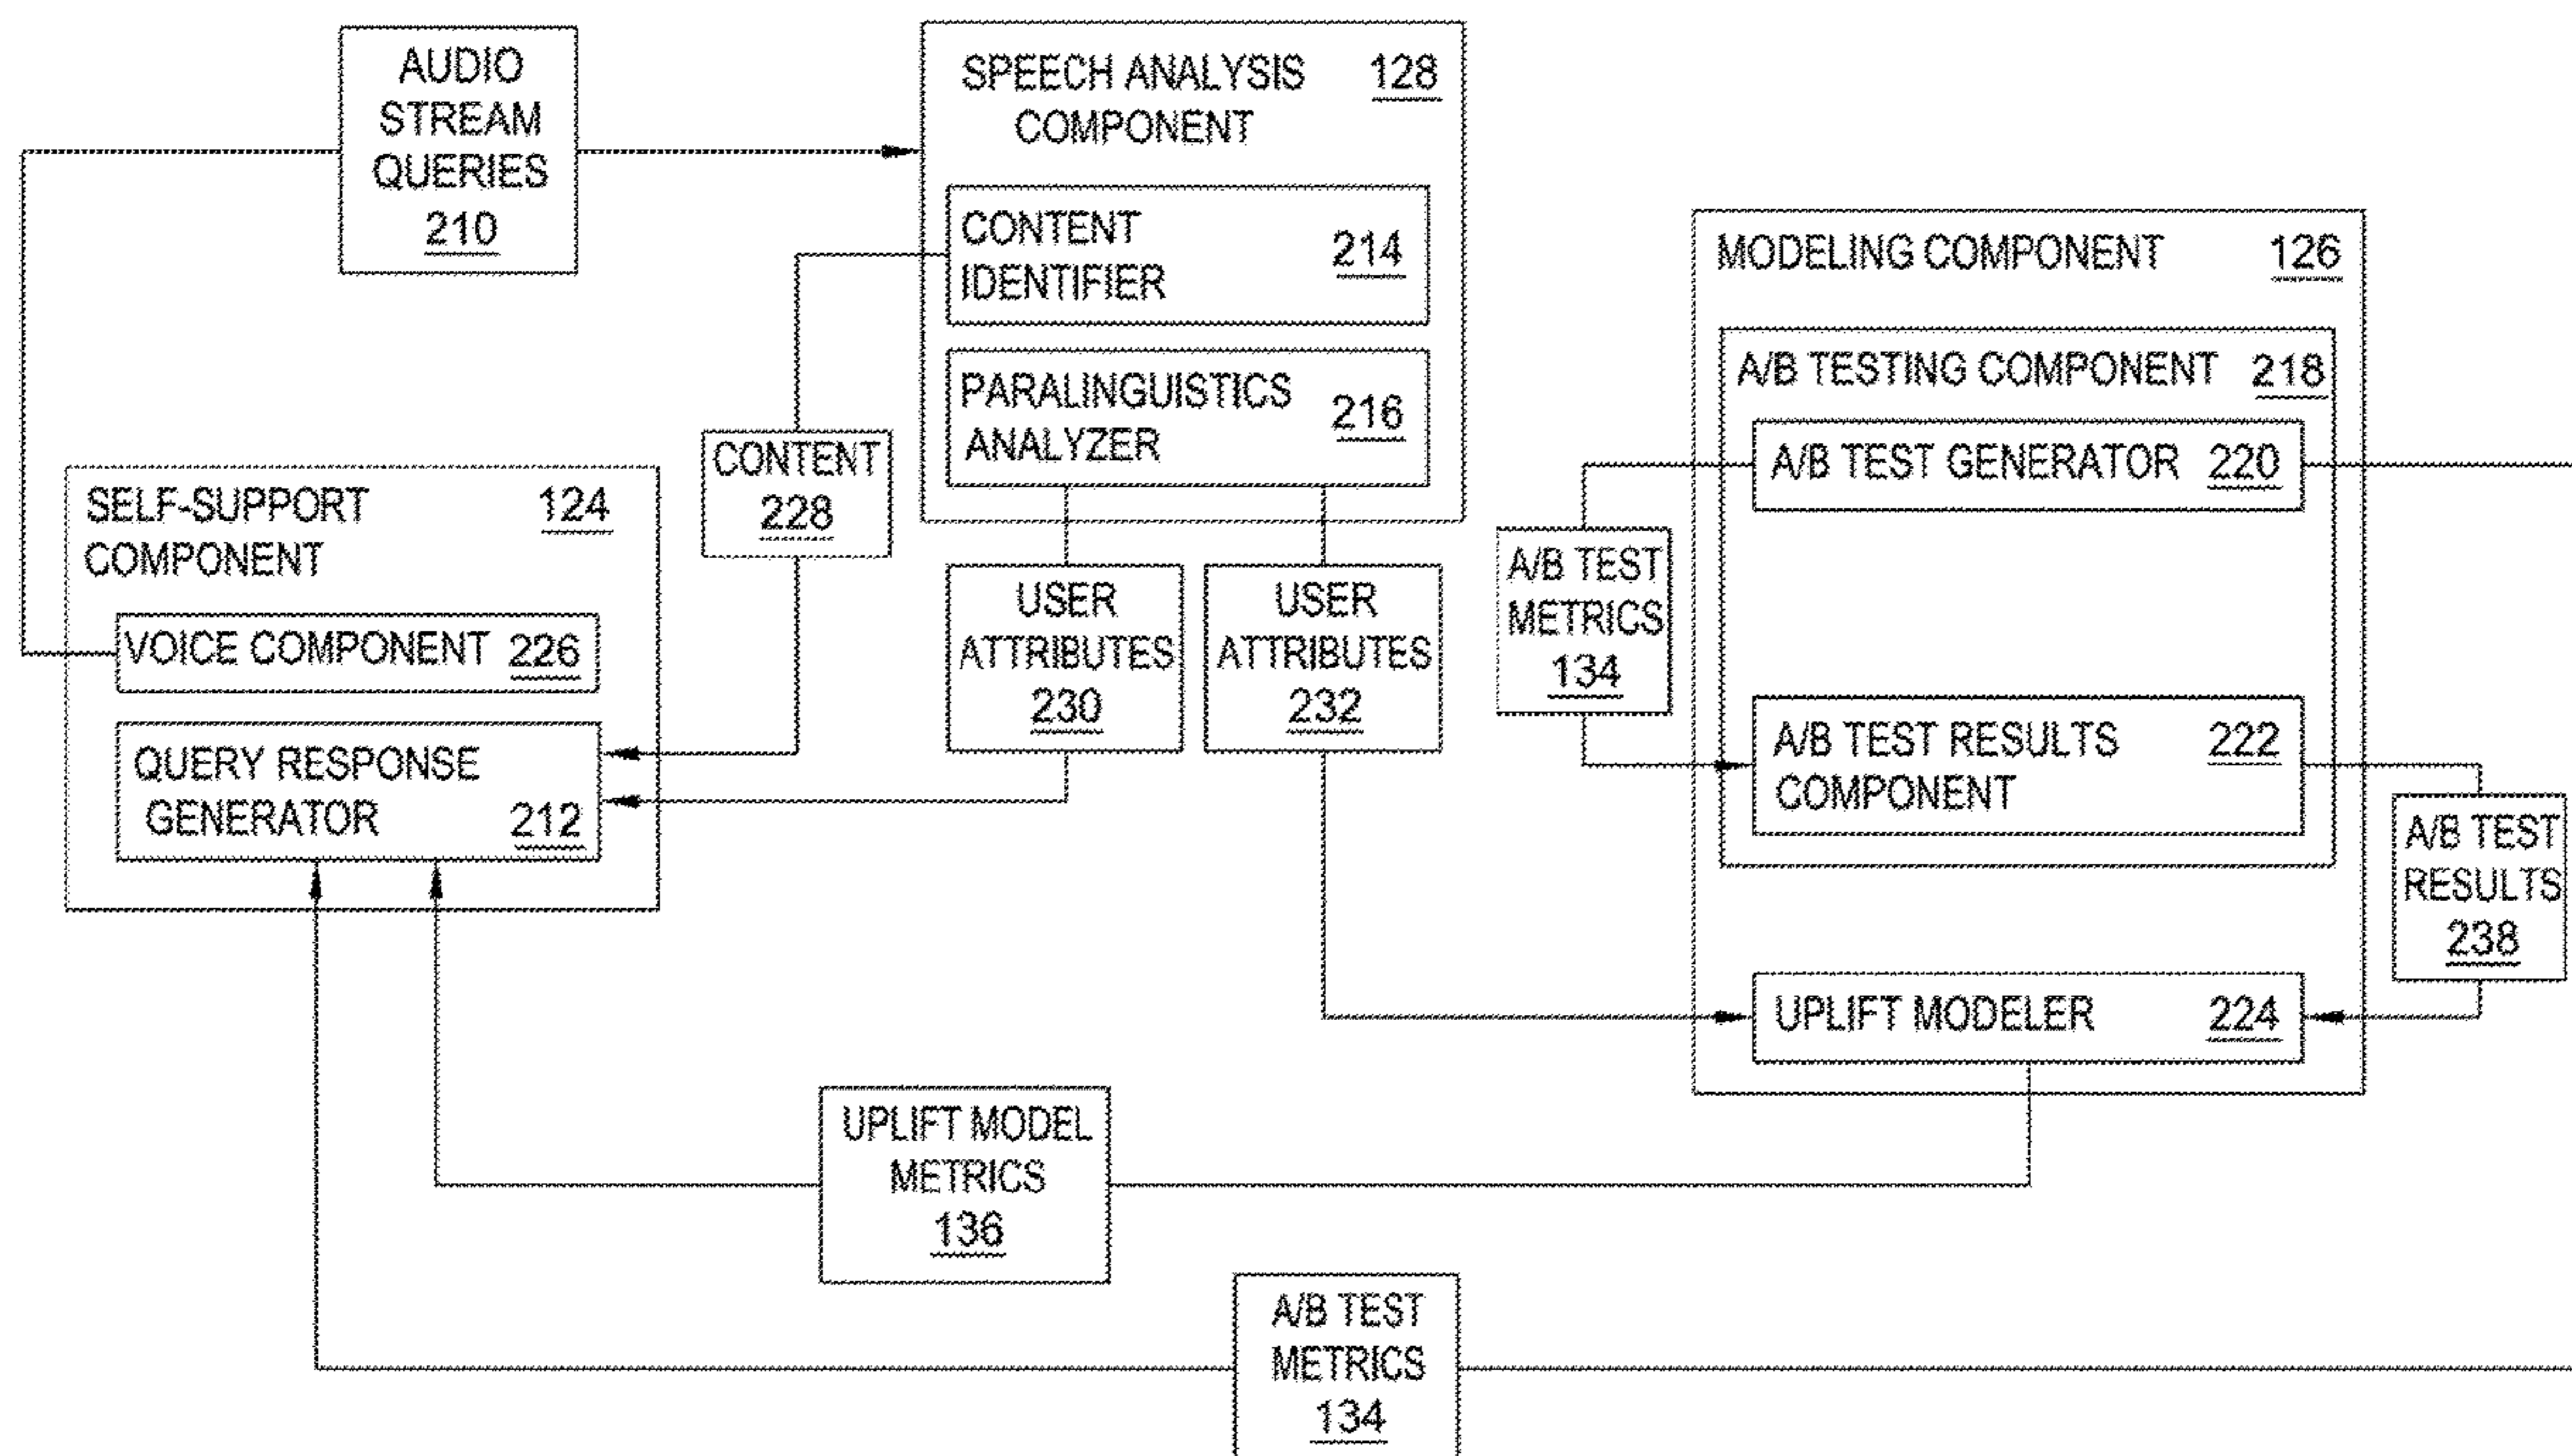 AUDIO
STREAM
QUERIES
210
SPEECH ANALYSIS 128
COMPONENT
CONTENT
IDENTIFIER 214
PARALINGUISTICS
ANALYZER 216
MODELING COMPONENT 126
A/B TESTING COMPONENT 218
A/B TEST GENERATOR 220
A/B TEST RESULTS 222
COMPONENT
UPLIFT MODELER 224
SELF-SUPPORT 124
COMPONENT
VOICE COMPONENT 226
QUERY RESPONSE
GENERATOR 212
CONTENT
228
USER
ATTRIBUTES
230
USER
ATTRIBUTES
232
A/B TEST
METRICS
134
A/B TEST
RESULTS
238
UPLIFT MODEL
METRICS
136
A/B TEST
METRICS
134